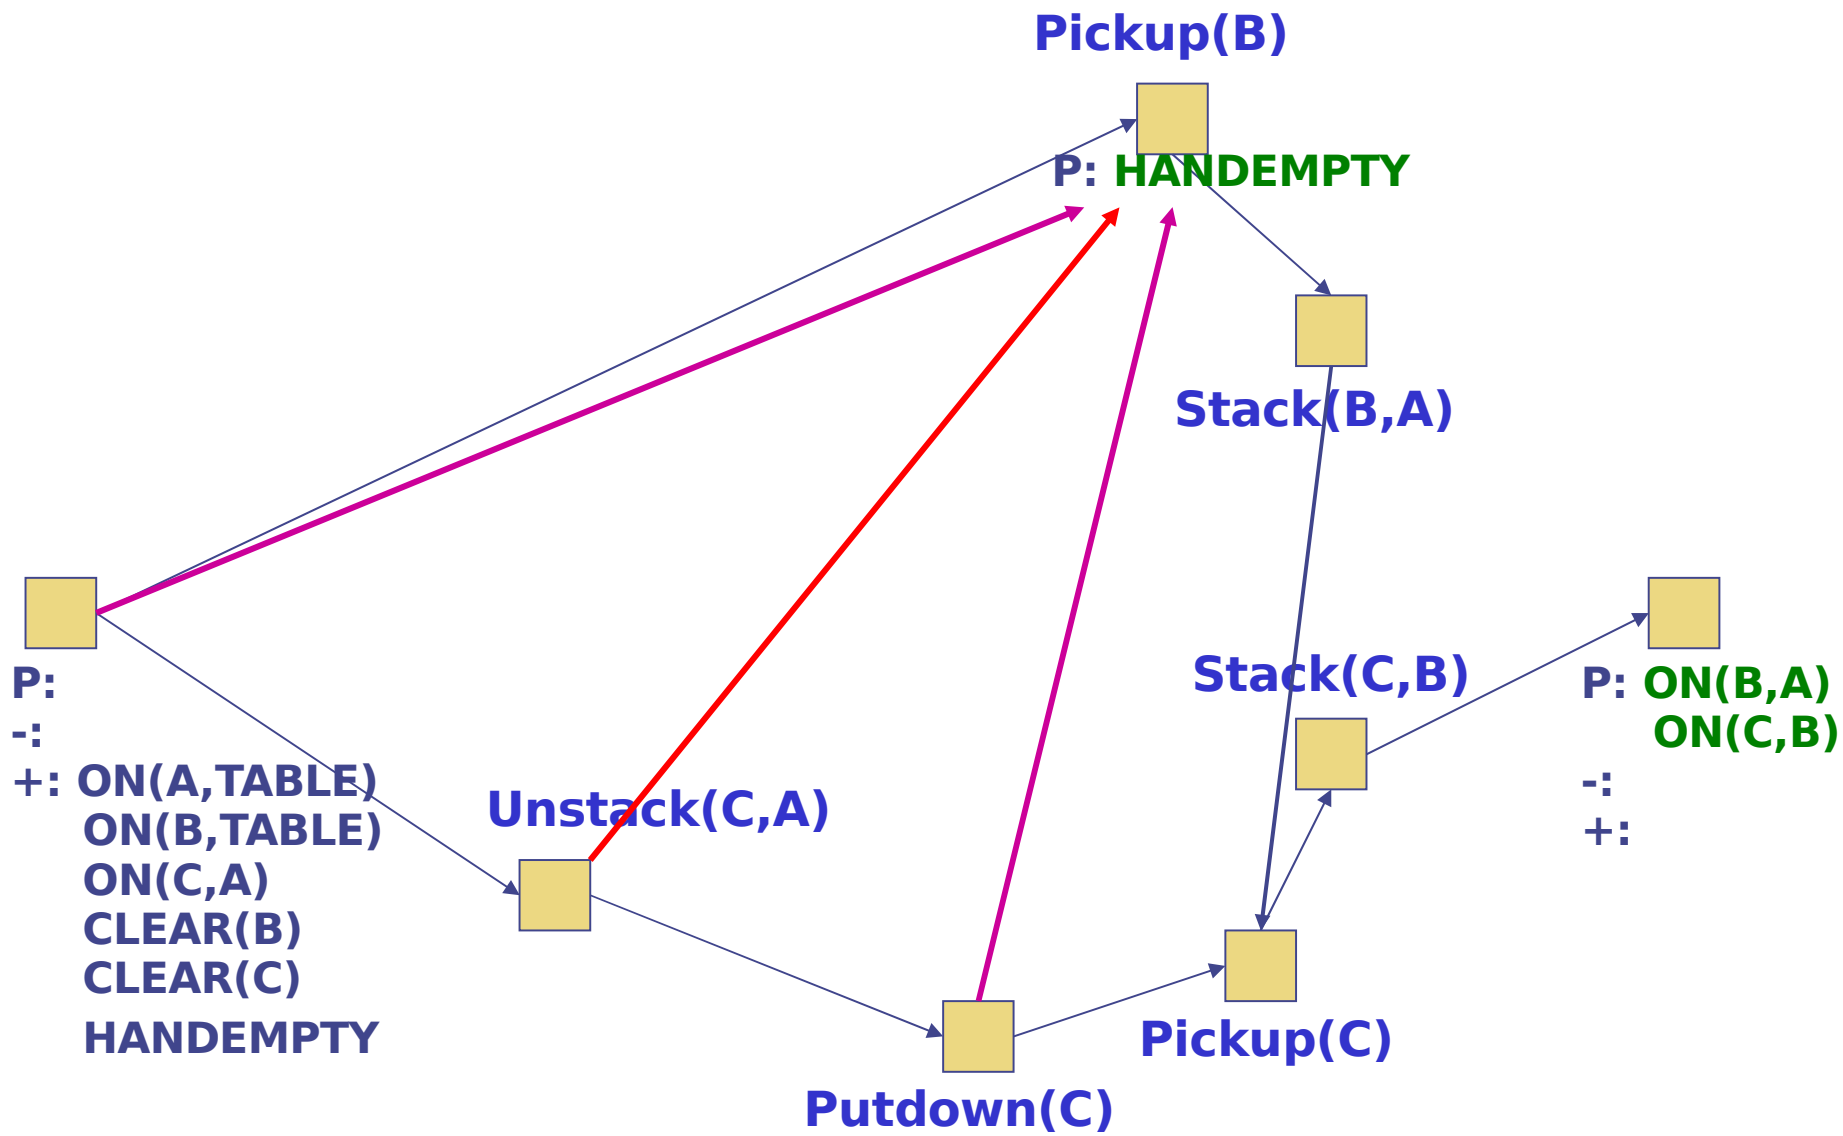 Pickup(B)
P: HANDEMPTY
Stack(B,A)
Stack(C,B)
P:
-:
+: ON(A,TABLE)
ON(B,TABLE)
ON(C,A)
CLEAR(B)
CLEAR(C)
HANDEMPTY
P: ON(B,A)
ON(C,B)
-:
+:
Unstack(C,A)
Pickup(C)
Putdown(C)